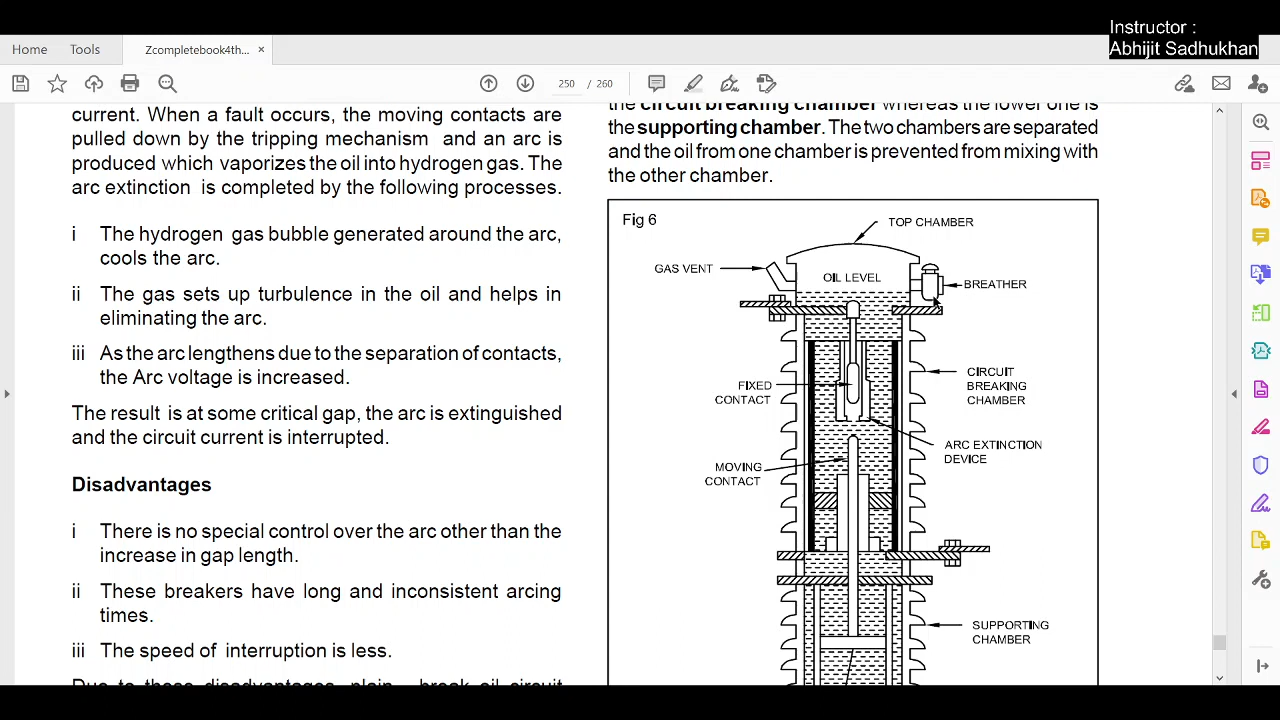 Instructor :
Abhijit Sadhukhan
Home
Tools
Zcompletebook4th...
×
250 / 260
current. When a fault occurs, the moving contacts are
pulled down by the tripping mechanism and an arc is
produced which vaporizes the oil into hydrogen gas. The
arc extinction is completed by the following processes.
i The hydrogen gas bubble generated around the arc,
cools the arc.
ii The gas sets up turbulence in the oil and helps in
eliminating the arc.
iii As the arc lengthens due to the separation of contacts,
the Arc voltage is increased.
The result is at some critical gap, the arc is extinguished
and the circuit current is interrupted.
Disadvantages
i There is no special control over the arc other than the
increase in gap length.
ii These breakers have long and inconsistent arcing
times.
iii The speed of interruption is less.
Due to these disadvantages, plain - break oil circuit
the circuit breaking chamber whereas the lower one is
the supporting chamber. The two chambers are separated
and the oil from one chamber is prevented from mixing with
the other chamber.
Fig 6
TOP CHAMBER
GAS VENT
OIL LEVEL
BREATHER
FIXED
CONTACT
CIRCUIT
BREAKING
CHAMBER
ARC EXTINCTION
DEVICE
MOVING
CONTACT
SUPPORTING
CHAMBER